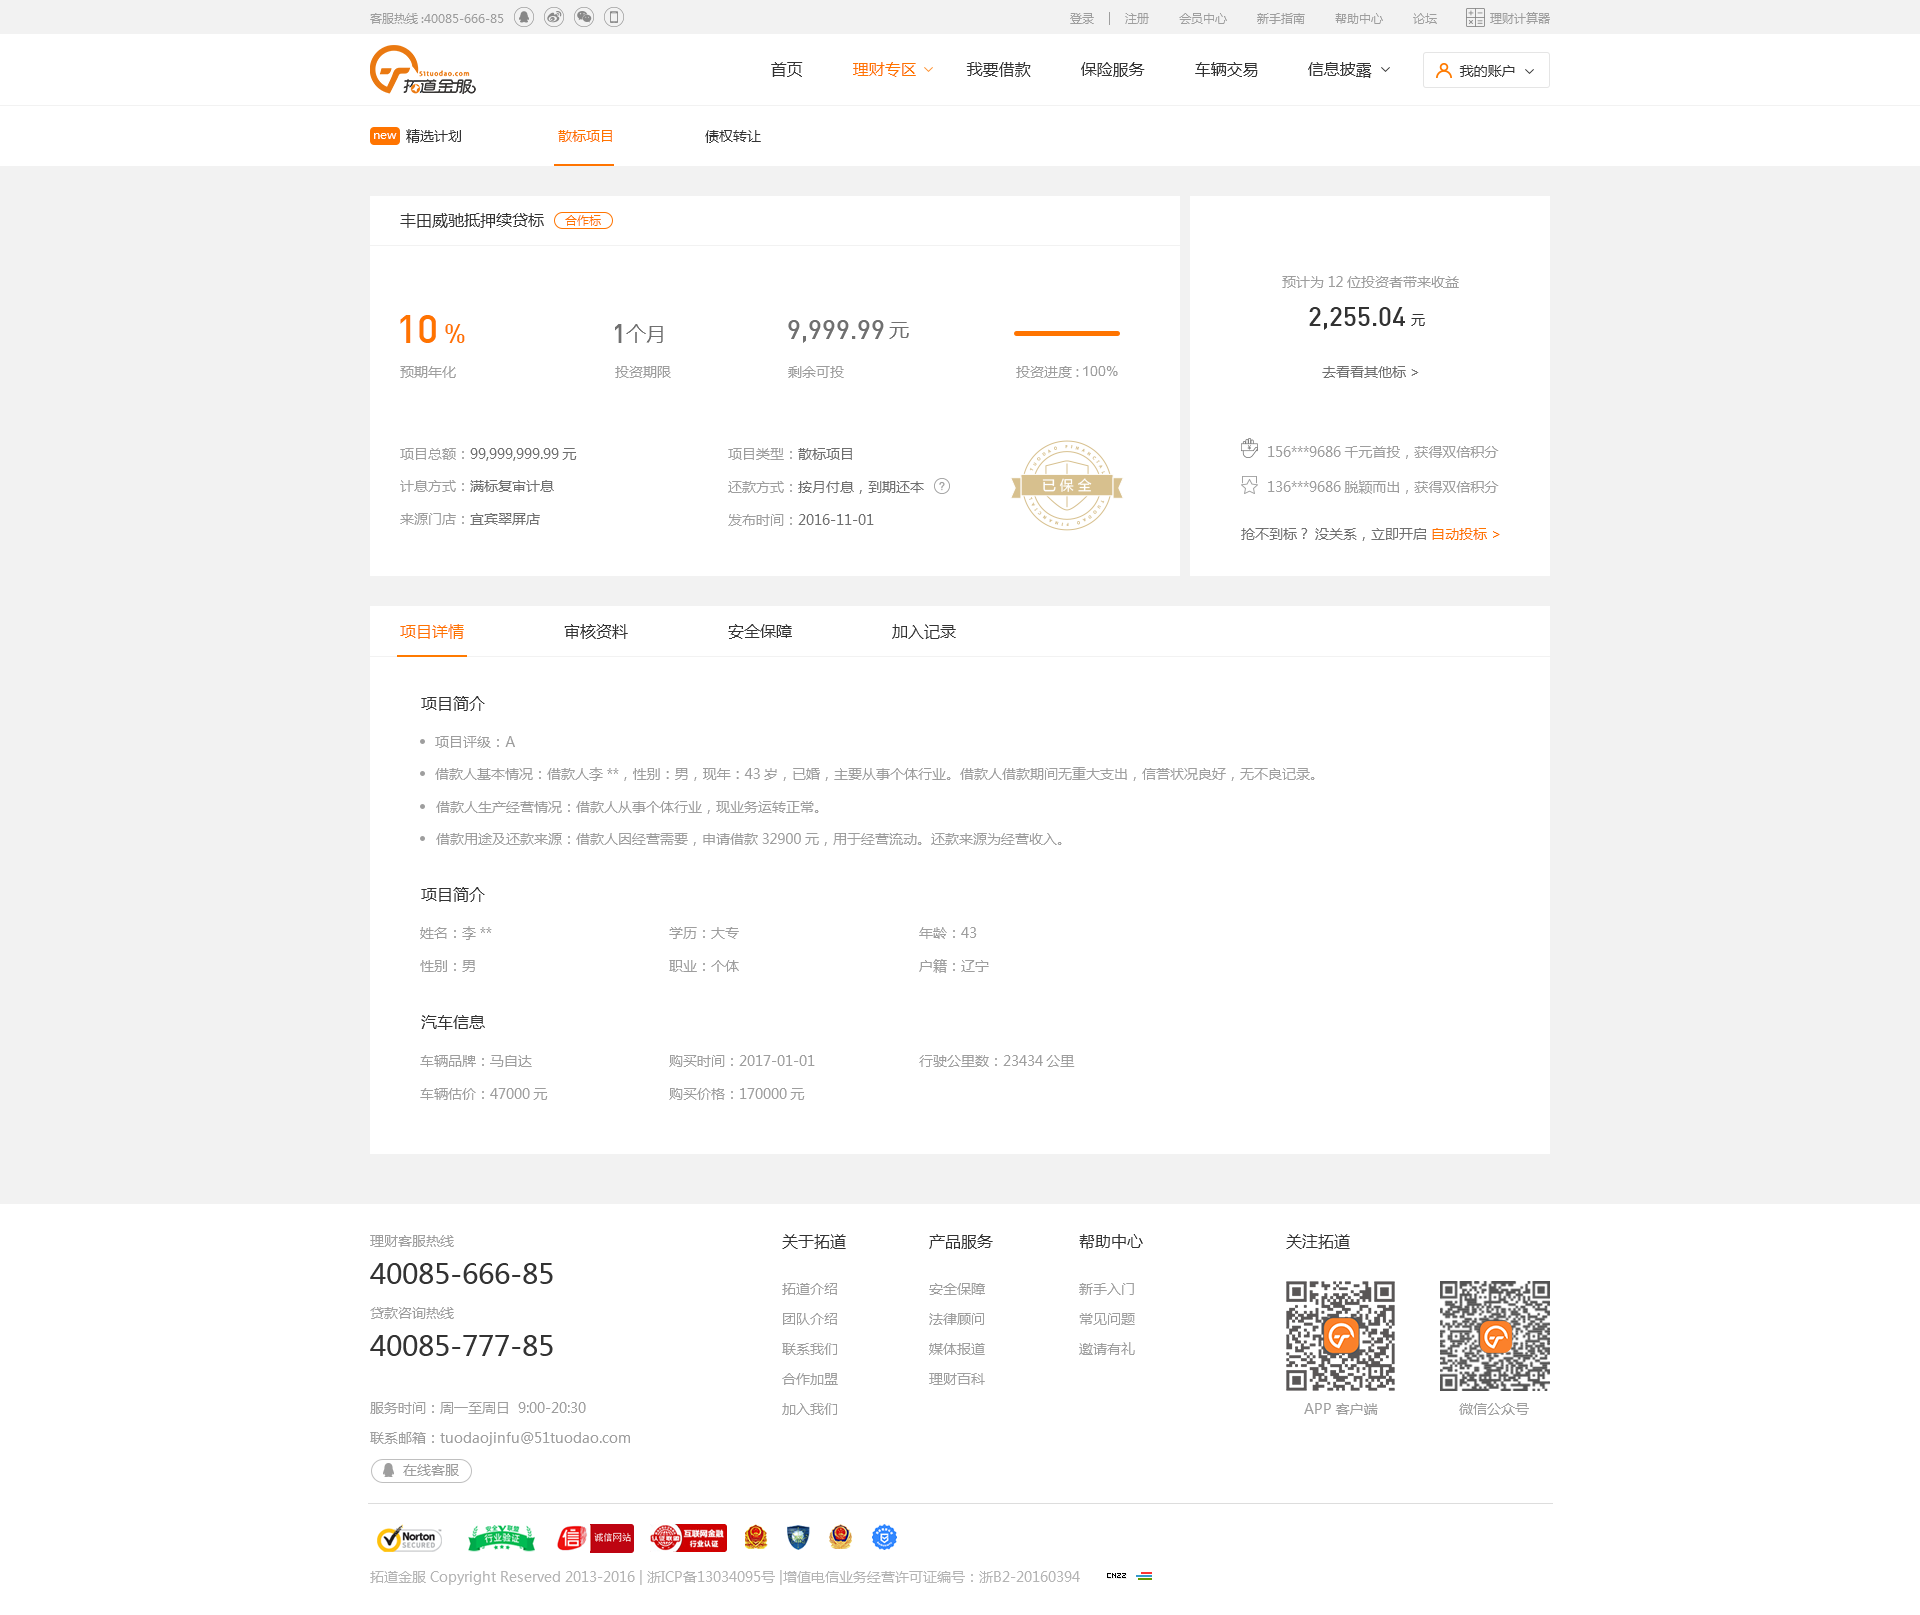 客服热线 :40085-666-85
登录 | 注册 会员中心 新手指南 帮助中心 论坛 理财计算器
51tuodao.com
拓道金服
首页 理财专区 我要借款 保险服务 车辆交易 信息披露 我的账户
new 精选计划 散标项目 债权转让
丰田威驰抵押续贷标 合作标
10 % 1个月 9,999.99 元
预期年化 投资期限 剩余可投 投资进度 : 100%
项目总额：99,999,999.99 元 项目类型：散标项目
计息方式：满标复审计息 还款方式：按月付息，到期还本 ?
来源门店：宜宾翠屏店 发布时间：2016-11-01
TUODAO FINANCIAL
已保全
TUODAO FINANCIAL
预计为 12 位投资者带来收益
2,255.04 元
去看看其他标 >
156***9686 千元首投，获得双倍积分
136***9686 脱颖而出，获得双倍积分
抢不到标？ 没关系，立即开启 自动投标 >
项目详情 审核资料 安全保障 加入记录
项目简介
• 项目评级：A
• 借款人基本情况：借款人李 **，性别：男，现年：43 岁，已婚，主要从事个体行业。借款人借款期间无重大支出，信誉状况良好，无不良记录。
• 借款人生产经营情况：借款人从事个体行业，现业务运转正常。
• 借款用途及还款来源：借款人因经营需要，申请借款 32900 元，用于经营流动。还款来源为经营收入。
项目简介
姓名：李 ** 学历：大专 年龄：43
性别：男 职业：个体 户籍：辽宁
汽车信息
车辆品牌：马自达 购买时间：2017-01-01 行驶公里数：23434 公里
车辆估价：47000 元 购买价格：170000 元
理财客服热线
40085-666-85
贷款咨询热线
40085-777-85
服务时间：周一至周日 9:00-20:30
联系邮箱：tuodaojinfu@51tuodao.com
在线客服
关于拓道
拓道介绍
团队介绍
联系我们
合作加盟
加入我们
产品服务
安全保障
法律顾问
媒体报道
理财百科
帮助中心
新手入门
常见问题
邀请有礼
关注拓道
APP 客户端 微信公众号
Norton
SECURED
安全联盟
行业验证
信 诚信网站
认证联盟
互联网金融
行业认证
拓道金服 Copyright Reserved 2013-2016 | 浙ICP备13034095号 |增值电信业务经营许可证编号：浙B2-20160394 CNZZ